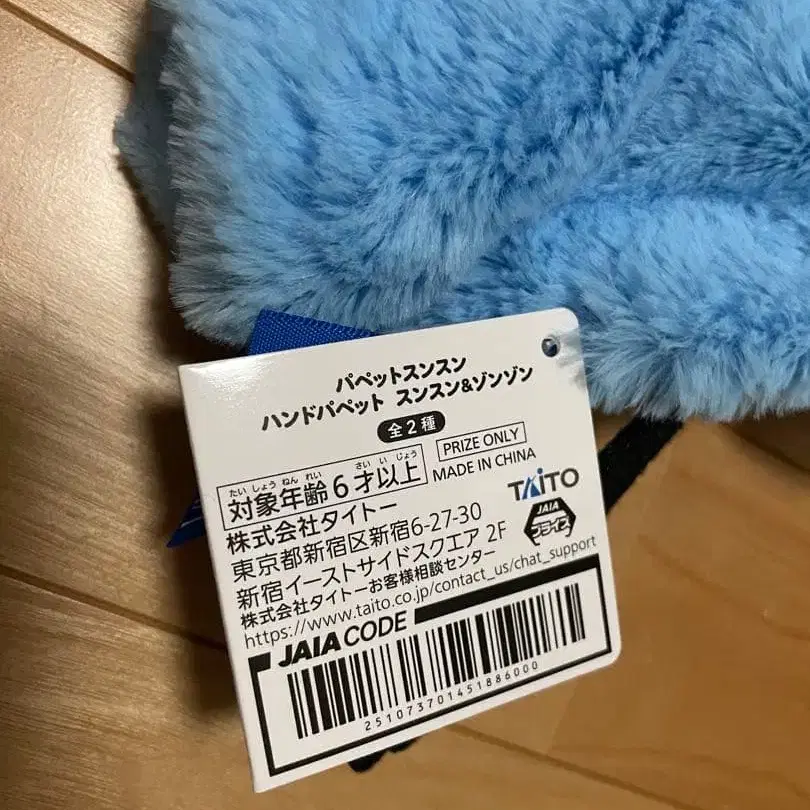 パペットスンスン
ハンドパペット スンスン&ゾンゾン
全2種
PRIZE ONLY
たいしょうねんれい さいいじょう
対象年齢6才以上
MADE IN CHINA
TAITO
株式会社タイトー
JAIA
プライズ
東京都新宿区新宿6-27-30
新宿イーストサイドスクエア 2F
株式会社タイトーお客様相談センター
https://www.taito.co.jp/contact_us/chat_support
JAIA CODE
251073701451886000